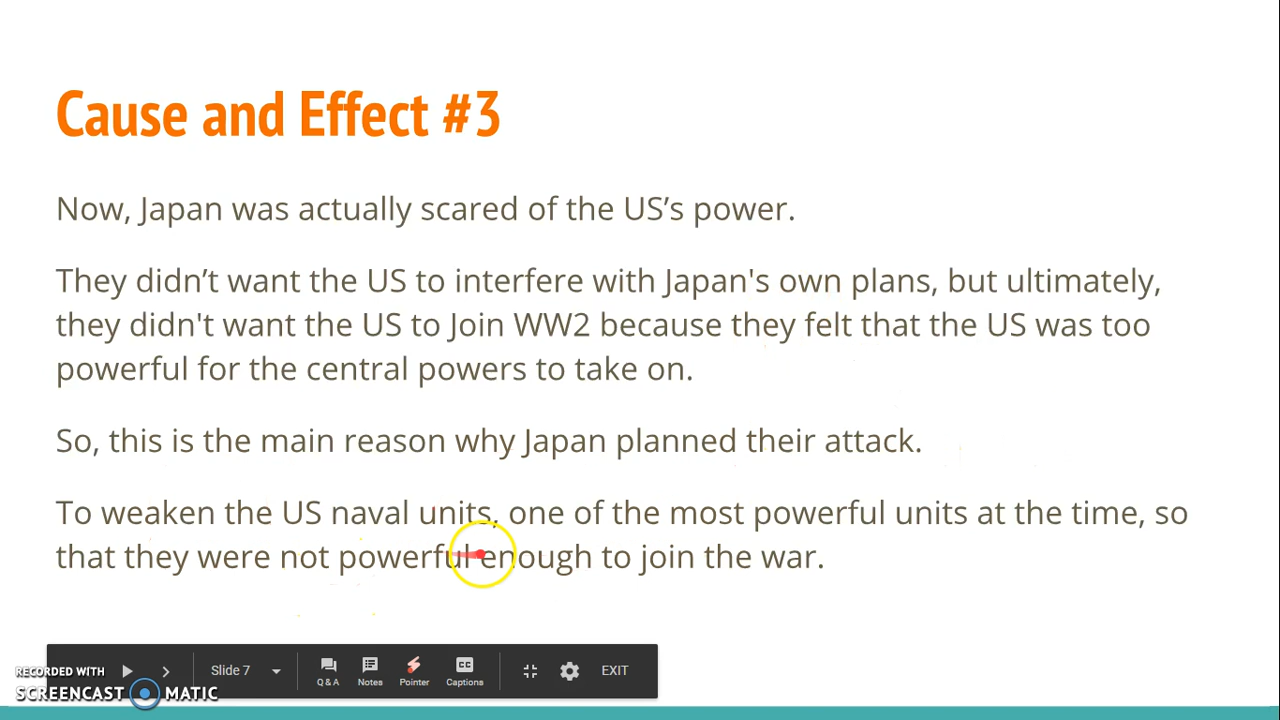 Cause and Effect #3
Now, Japan was actually scared of the US’s power.
They didn’t want the US to interfere with Japan's own plans, but ultimately,
they didn't want the US to Join WW2 because they felt that the US was too
powerful for the central powers to take on.
So, this is the main reason why Japan planned their attack.
To weaken the US naval units, one of the most powerful units at the time, so
that they were not powerful enough to join the war.
Slide 7
Q & A
Notes
Pointer
CC
Captions
EXIT
RECORDED WITH
SCREENCAST MATIC